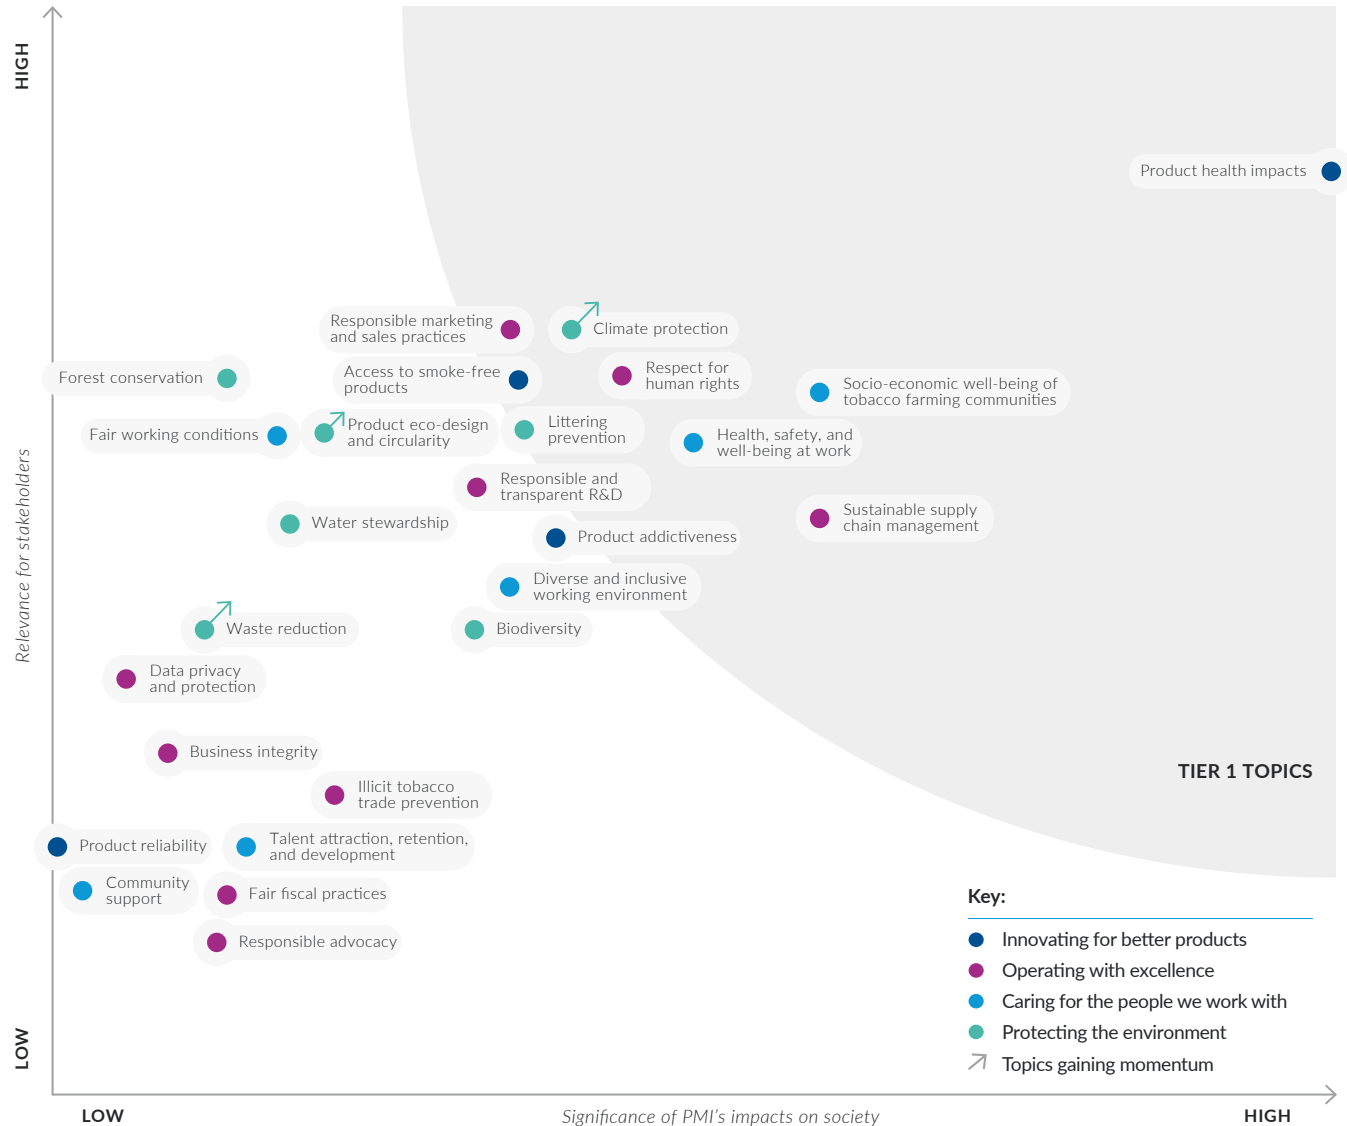 HIGH
Product health impacts
Responsible marketing
and sales practices
Climate protection
Forest conservation
Access to smoke-free
products
Respect for
human rights
Socio-economic well-being of
tobacco farming communities
Fair working conditions
Product eco-design
and circularity
Littering
prevention
Health, safety, and
well-being at work
Relevance for stakeholders
Responsible and
transparent R&D
Water stewardship
Sustainable supply
chain management
Product addictiveness
Diverse and inclusive
working environment
Waste reduction
Biodiversity
Data privacy
and protection
Business integrity
TIER 1 TOPICS
Illicit tobacco
trade prevention
Product reliability
Talent attraction, retention,
and development
Community
support
Fair fiscal practices
Responsible advocacy
Key:
Innovating for better products
Operating with excellence
Caring for the people we work with
Protecting the environment
Topics gaining momentum
LOW
LOW
Significance of PMI's impacts on society
HIGH